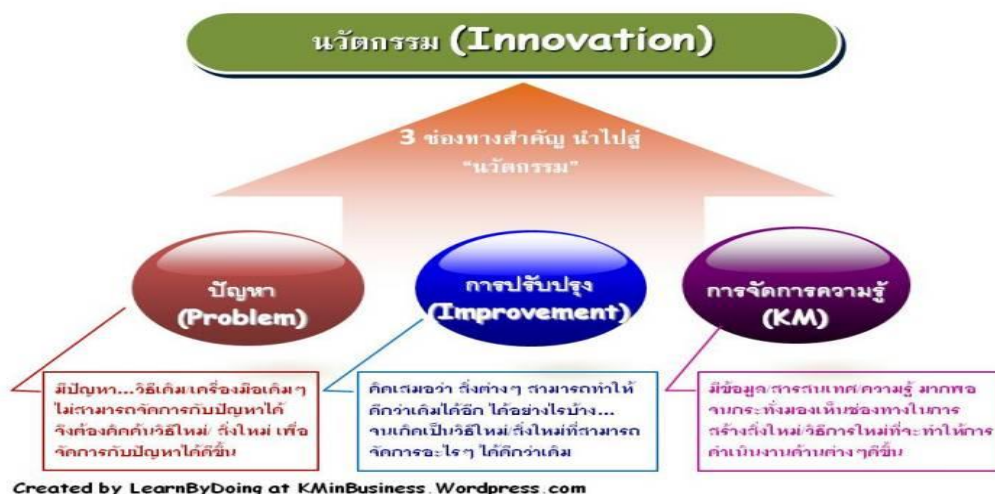 นวัตกรรม (Innovation)
3 ช่องทางสำคัญ นำไปสู่
"นวัตกรรม"
ปัญหา
(Problem)
การปรับปรุง
(Improvement)
การจัดการความรู้
(KM)
มีปัญหา...วิธีเดิม/เครื่องมือเดิมๆ
ไม่สามารถจัดการกับปัญหาได้
จึงต้องคิดค้นวิธีใหม่/ สิ่งใหม่ เพื่อ
จัดการกับปัญหาได้ดีขึ้น
คิดเสมอว่า สิ่งต่างๆ สามารถทำให้
ดีกว่าเดิมได้อีก ได้อย่างไรบ้าง...
จนเกิดเป็นวิธีใหม่/สิ่งใหม่ที่สามารถ
จัดการอะไรๆ ได้ดีกว่าเดิม
มีข้อมูล/สารสนเทศ/ความรู้ มากพอ
จนกระทั่งมองเห็นช่องทางในการ
สร้างสิ่งใหม่/วิธีการใหม่ที่จะทำให้การ
ดำเนินงานด้านต่างๆดีขึ้น
Created by LearnByDoing at KMinBusiness.Wordpress.com